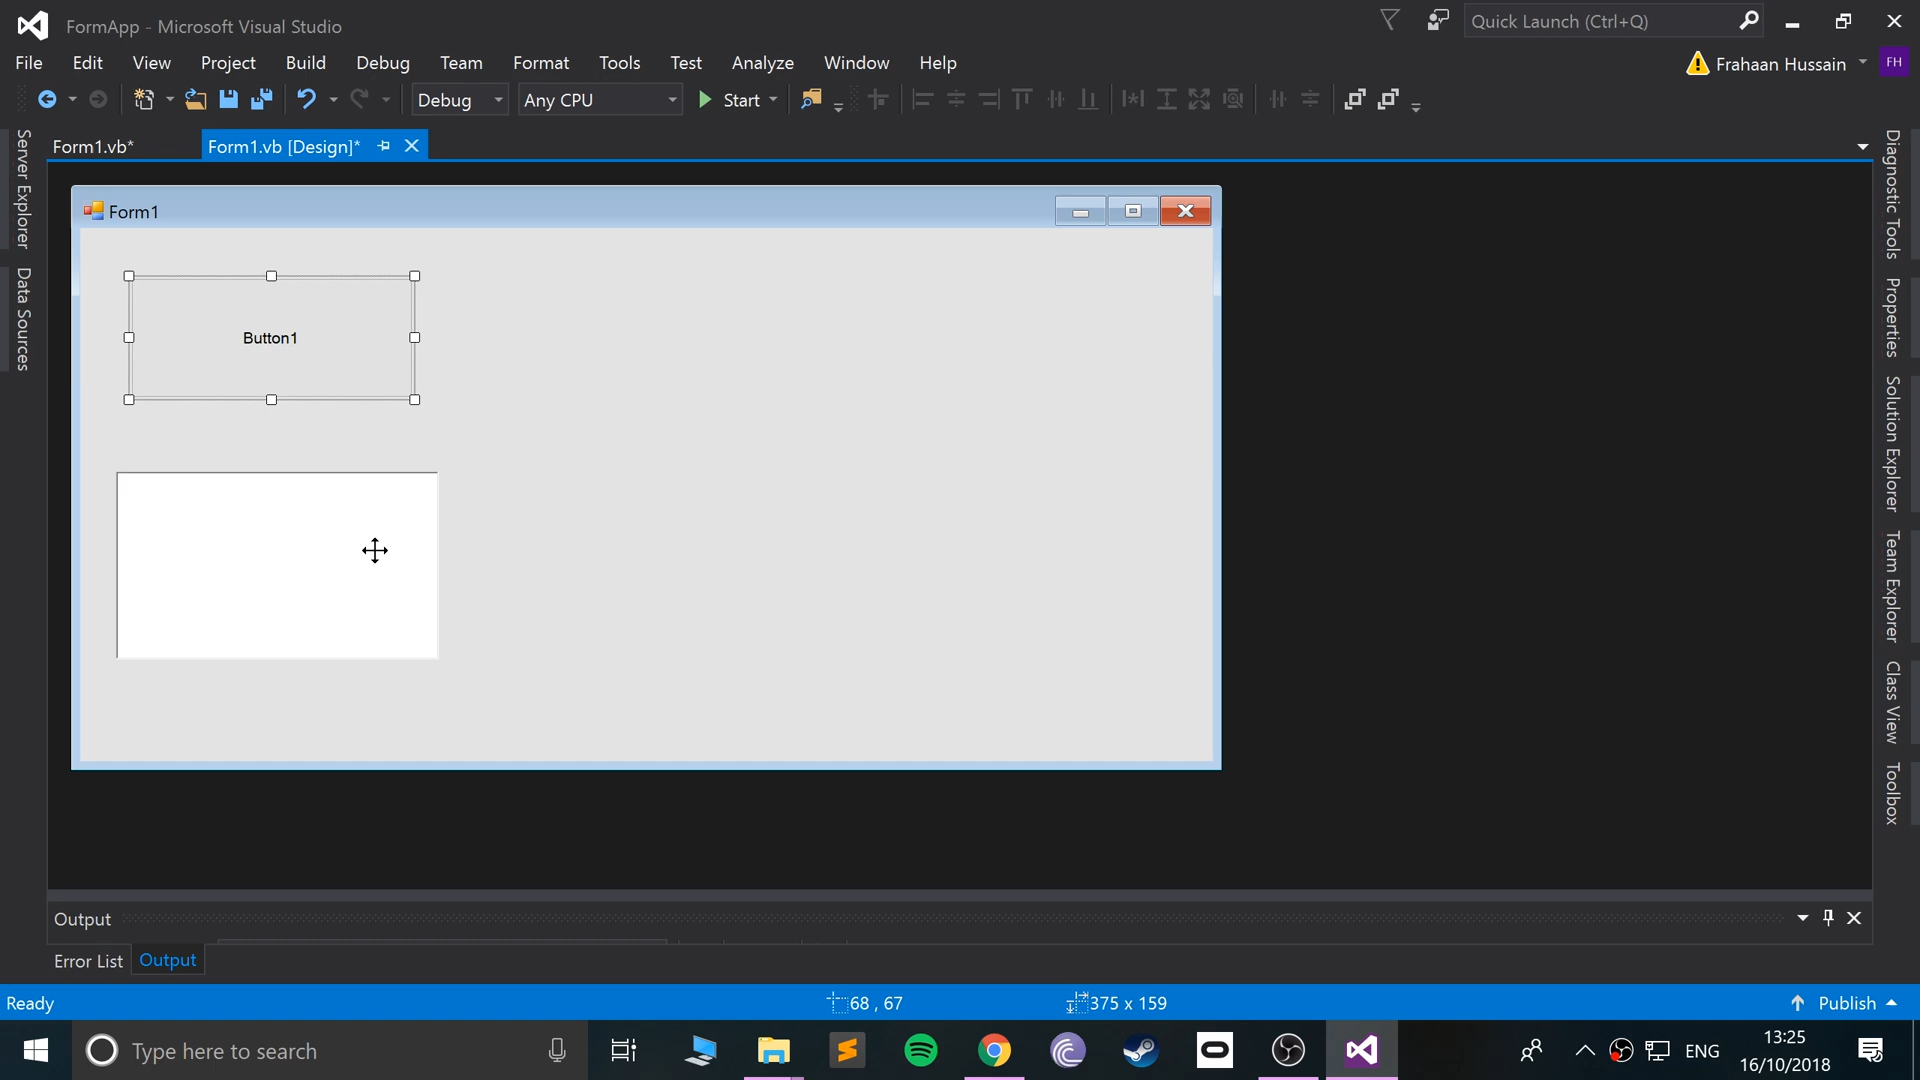 FormApp - Microsoft Visual Studio
Quick Launch (Ctrl+Q)
File Edit View Project Build Debug Team Format Tools Test Analyze Window Help
Frahaan Hussain FH
Debug Any CPU Start
Form1.vb* Form1.vb [Design]*
Server Explorer
Data Sources
Form1
Button1
Diagnostic Tools
Properties
Solution Explorer
Team Explorer
Class View
Toolbox
Output
Error List Output
Ready 68 , 67 375 x 159 Publish
Type here to search
ENG
13:25
16/10/2018